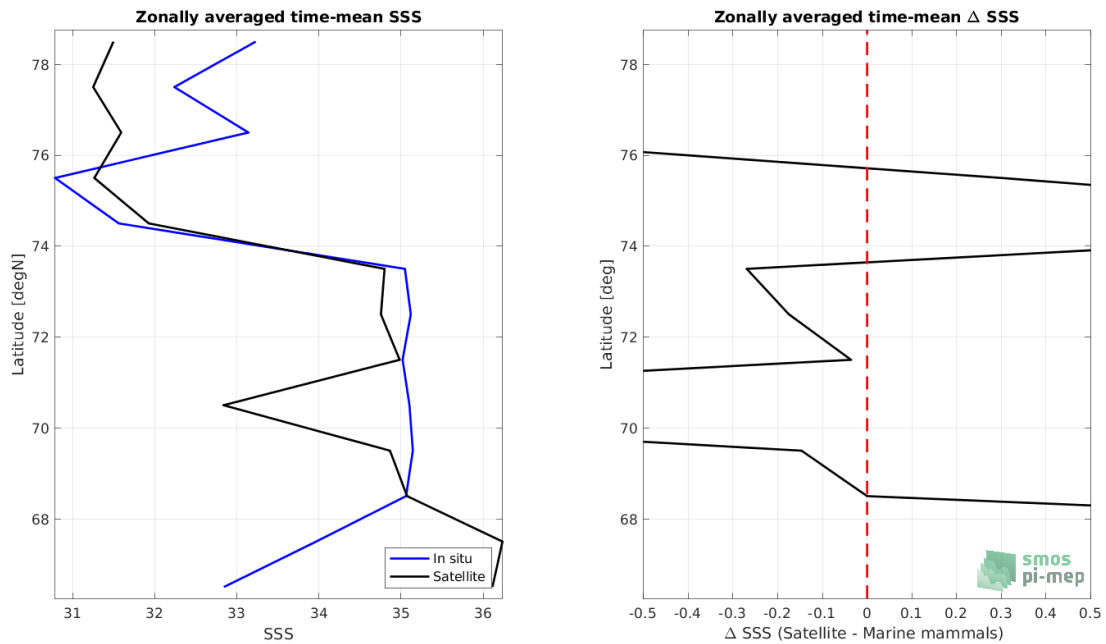 Zonally averaged time-mean SSS
78
76
74
72
70
68
Latitude [degN]
31 32 33 34 35 36
SSS
In situ
Satellite
Zonally averaged time-mean Δ SSS
78
76
74
72
70
68
Latitude [deg]
-0.5 -0.4 -0.3 -0.2 -0.1 0 0.1 0.2 0.3 0.4 0.5
Δ SSS (Satellite - Marine mammals)
smos
pi-mep